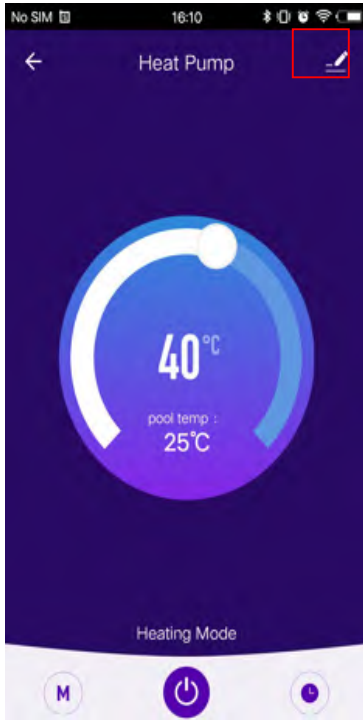 No SIM 16:10
Heat Pump
40°C
pool temp :
25°C
Heating Mode
M